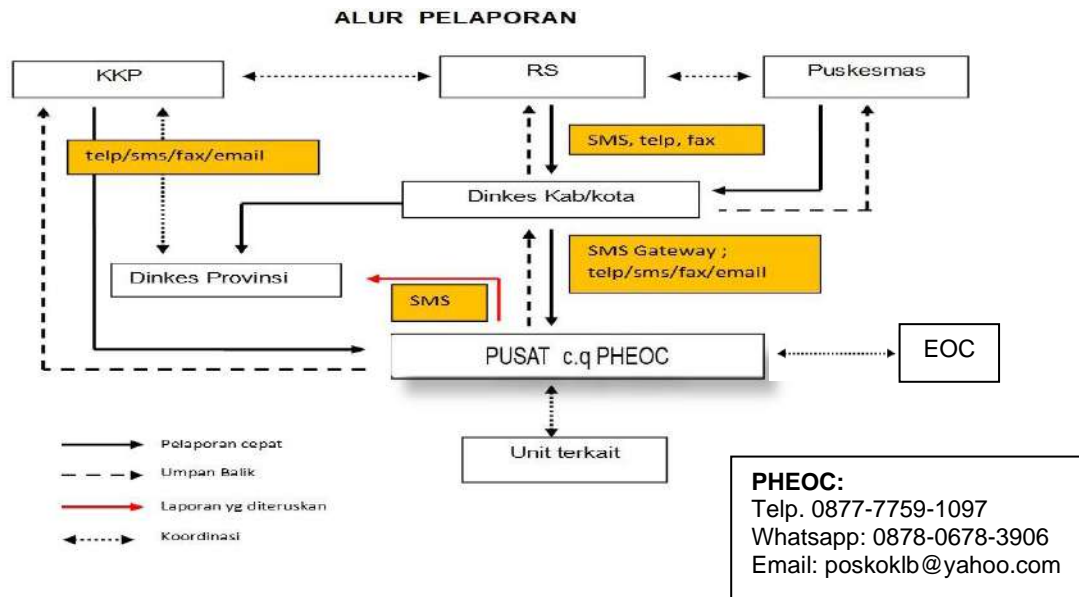 ALUR PELAPORAN
KKP
RS
Puskesmas
telp/sms/fax/email
SMS, telp, fax
Dinkes Kab/kota
Dinkes Provinsi
SMS Gateway ;
telp/sms/fax/email
SMS
PUSAT c.q PHEOC
EOC
Unit terkait
Pelaporan cepat
Umpan Balik
Laporan yg diteruskan
Koordinasi
PHEOC:
Telp. 0877-7759-1097
Whatsapp: 0878-0678-3906
Email: poskoklb@yahoo.com